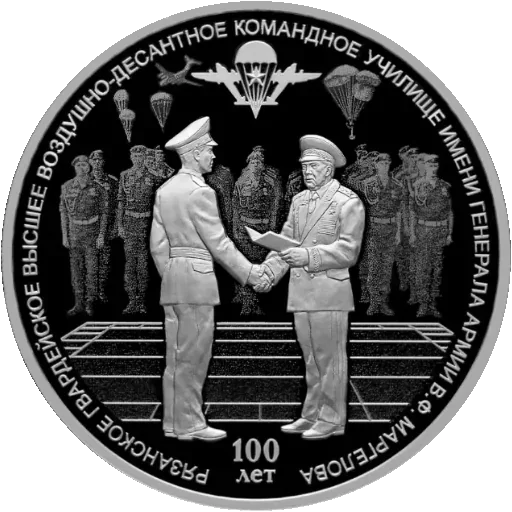 РЯЗАНСКОЕ ГВАРДЕЙСКОЕ ВЫСШЕЕ ВОЗДУШНО-ДЕСАНТНОЕ КОМАНДНОЕ УЧИЛИЩЕ ИМЕНИ ГЕНЕРАЛА АРМИИ В.Ф. МАРГЕЛОВА
100
ЛЕТ